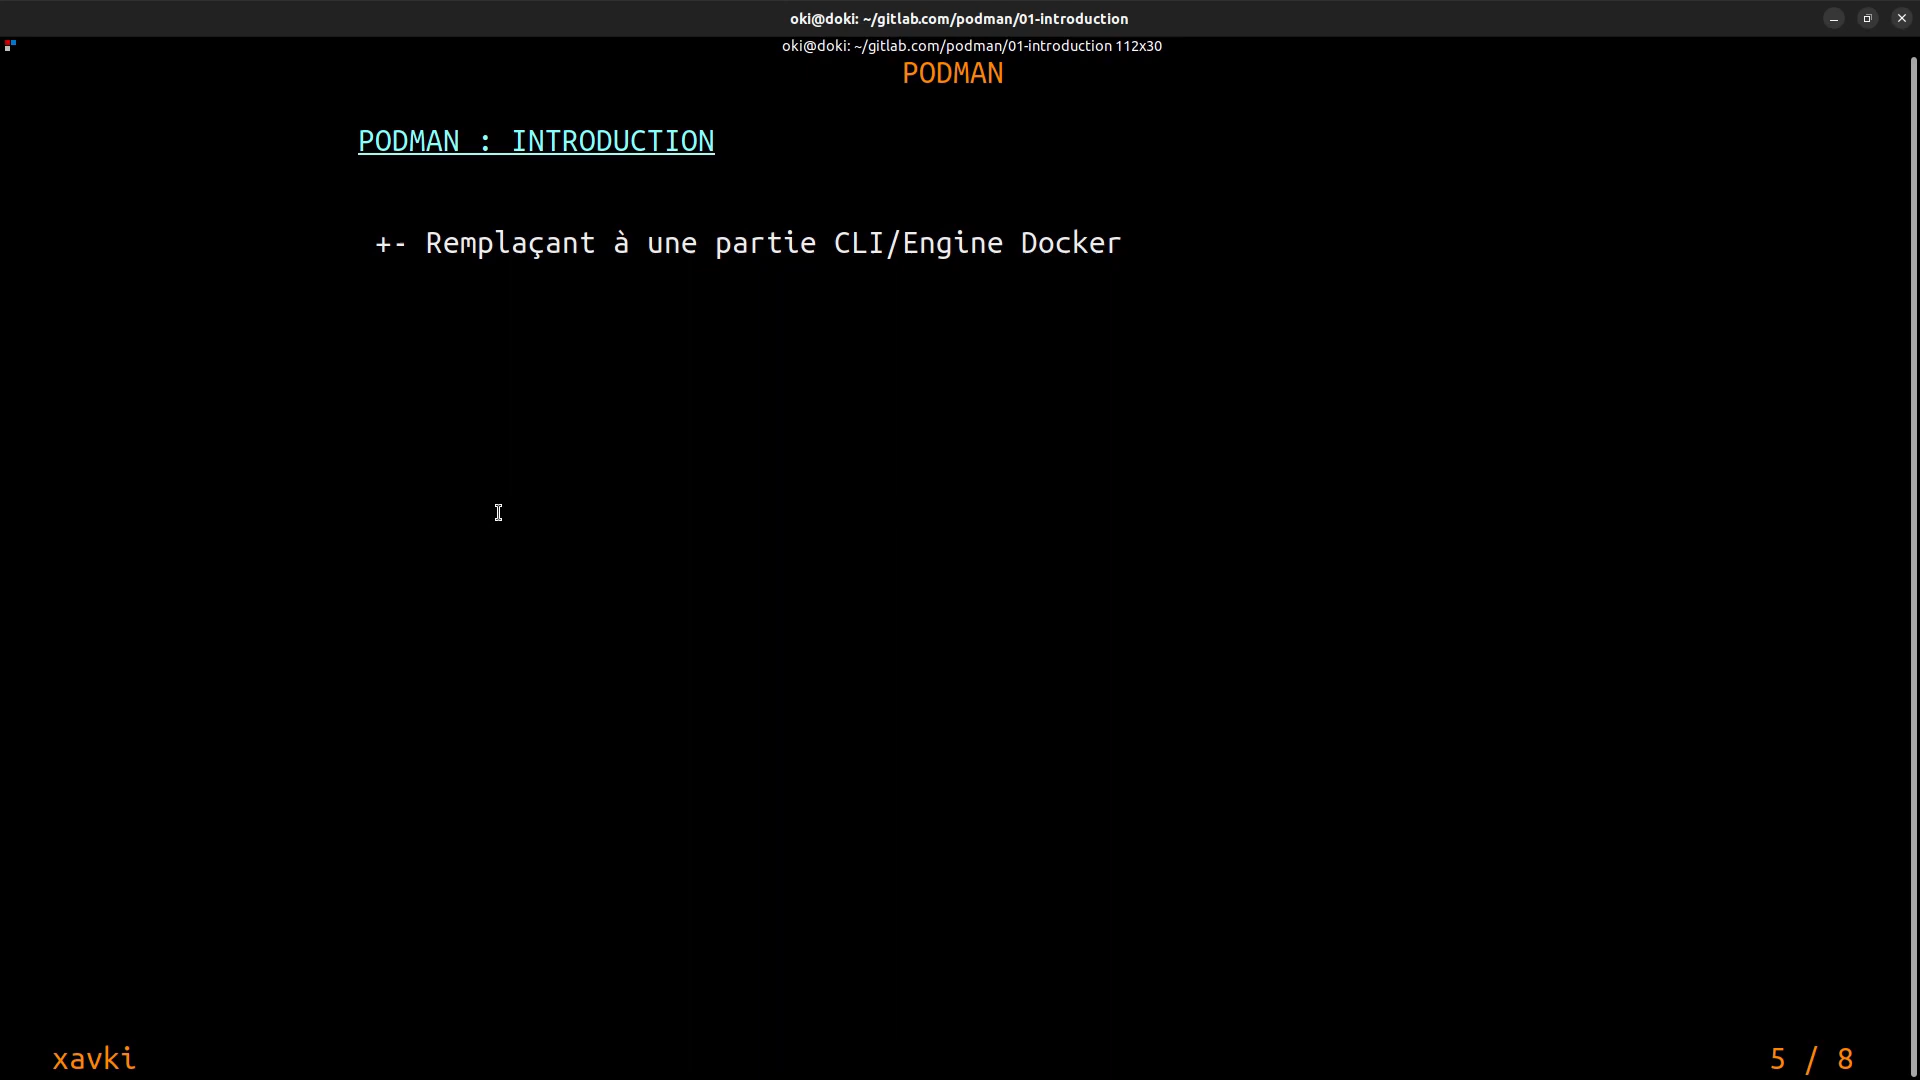 oki@doki: ~/gitlab.com/podman/01-introduction
oki@doki: ~/gitlab.com/podman/01-introduction 112x30
PODMAN
PODMAN : INTRODUCTION
+- Remplaçant à une partie CLI/Engine Docker
xavki
5 / 8